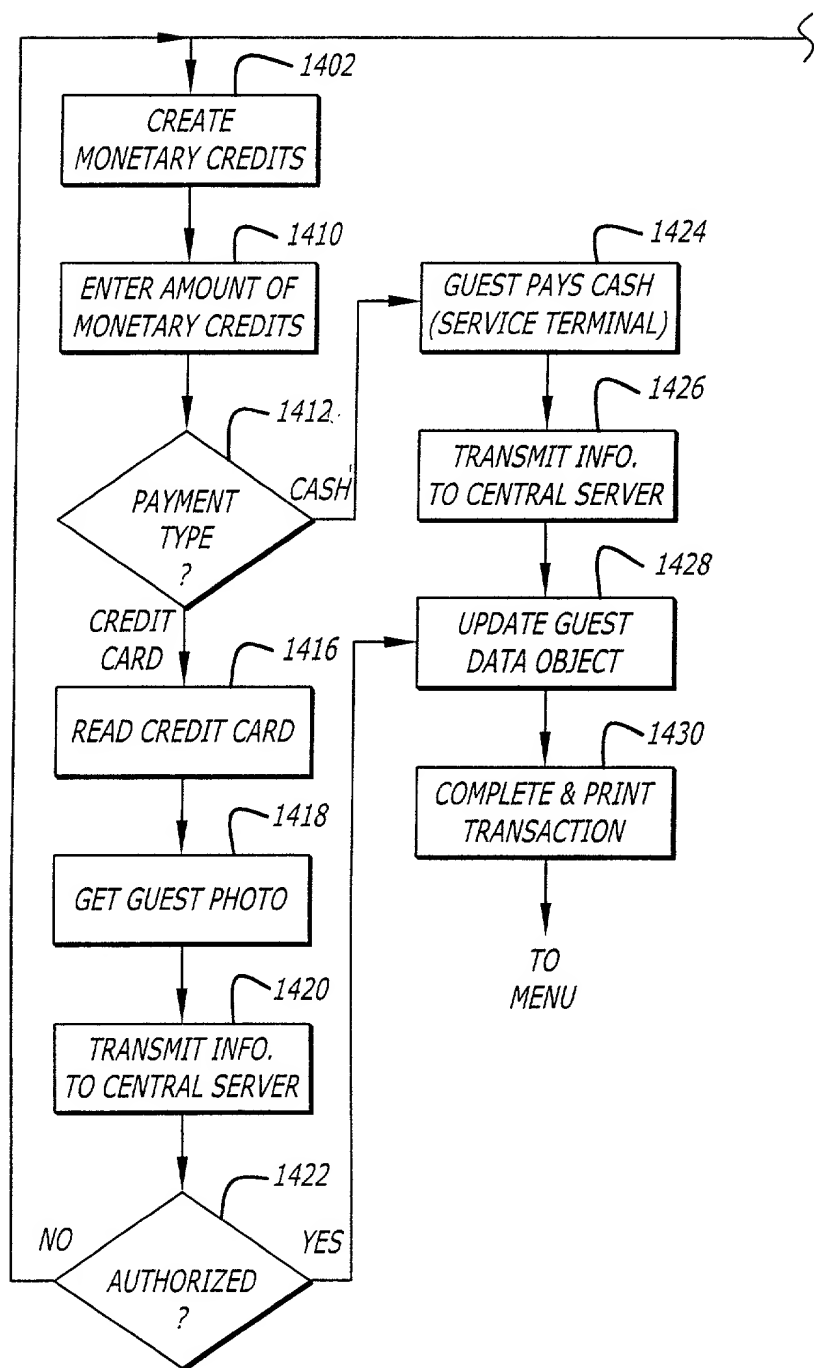 1402
CREATE
MONETARY CREDITS
1410
ENTER AMOUNT OF
MONETARY CREDITS
1412
PAYMENT
TYPE
?
CASH
CREDIT
CARD
1416
READ CREDIT CARD
1418
GET GUEST PHOTO
1420
TRANSMIT INFO.
TO CENTRAL SERVER
1422
AUTHORIZED
?
NO
YES
1424
GUEST PAYS CASH
(SERVICE TERMINAL)
1426
TRANSMIT INFO.
TO CENTRAL SERVER
1428
UPDATE GUEST
DATA OBJECT
1430
COMPLETE & PRINT
TRANSACTION
TO
MENU